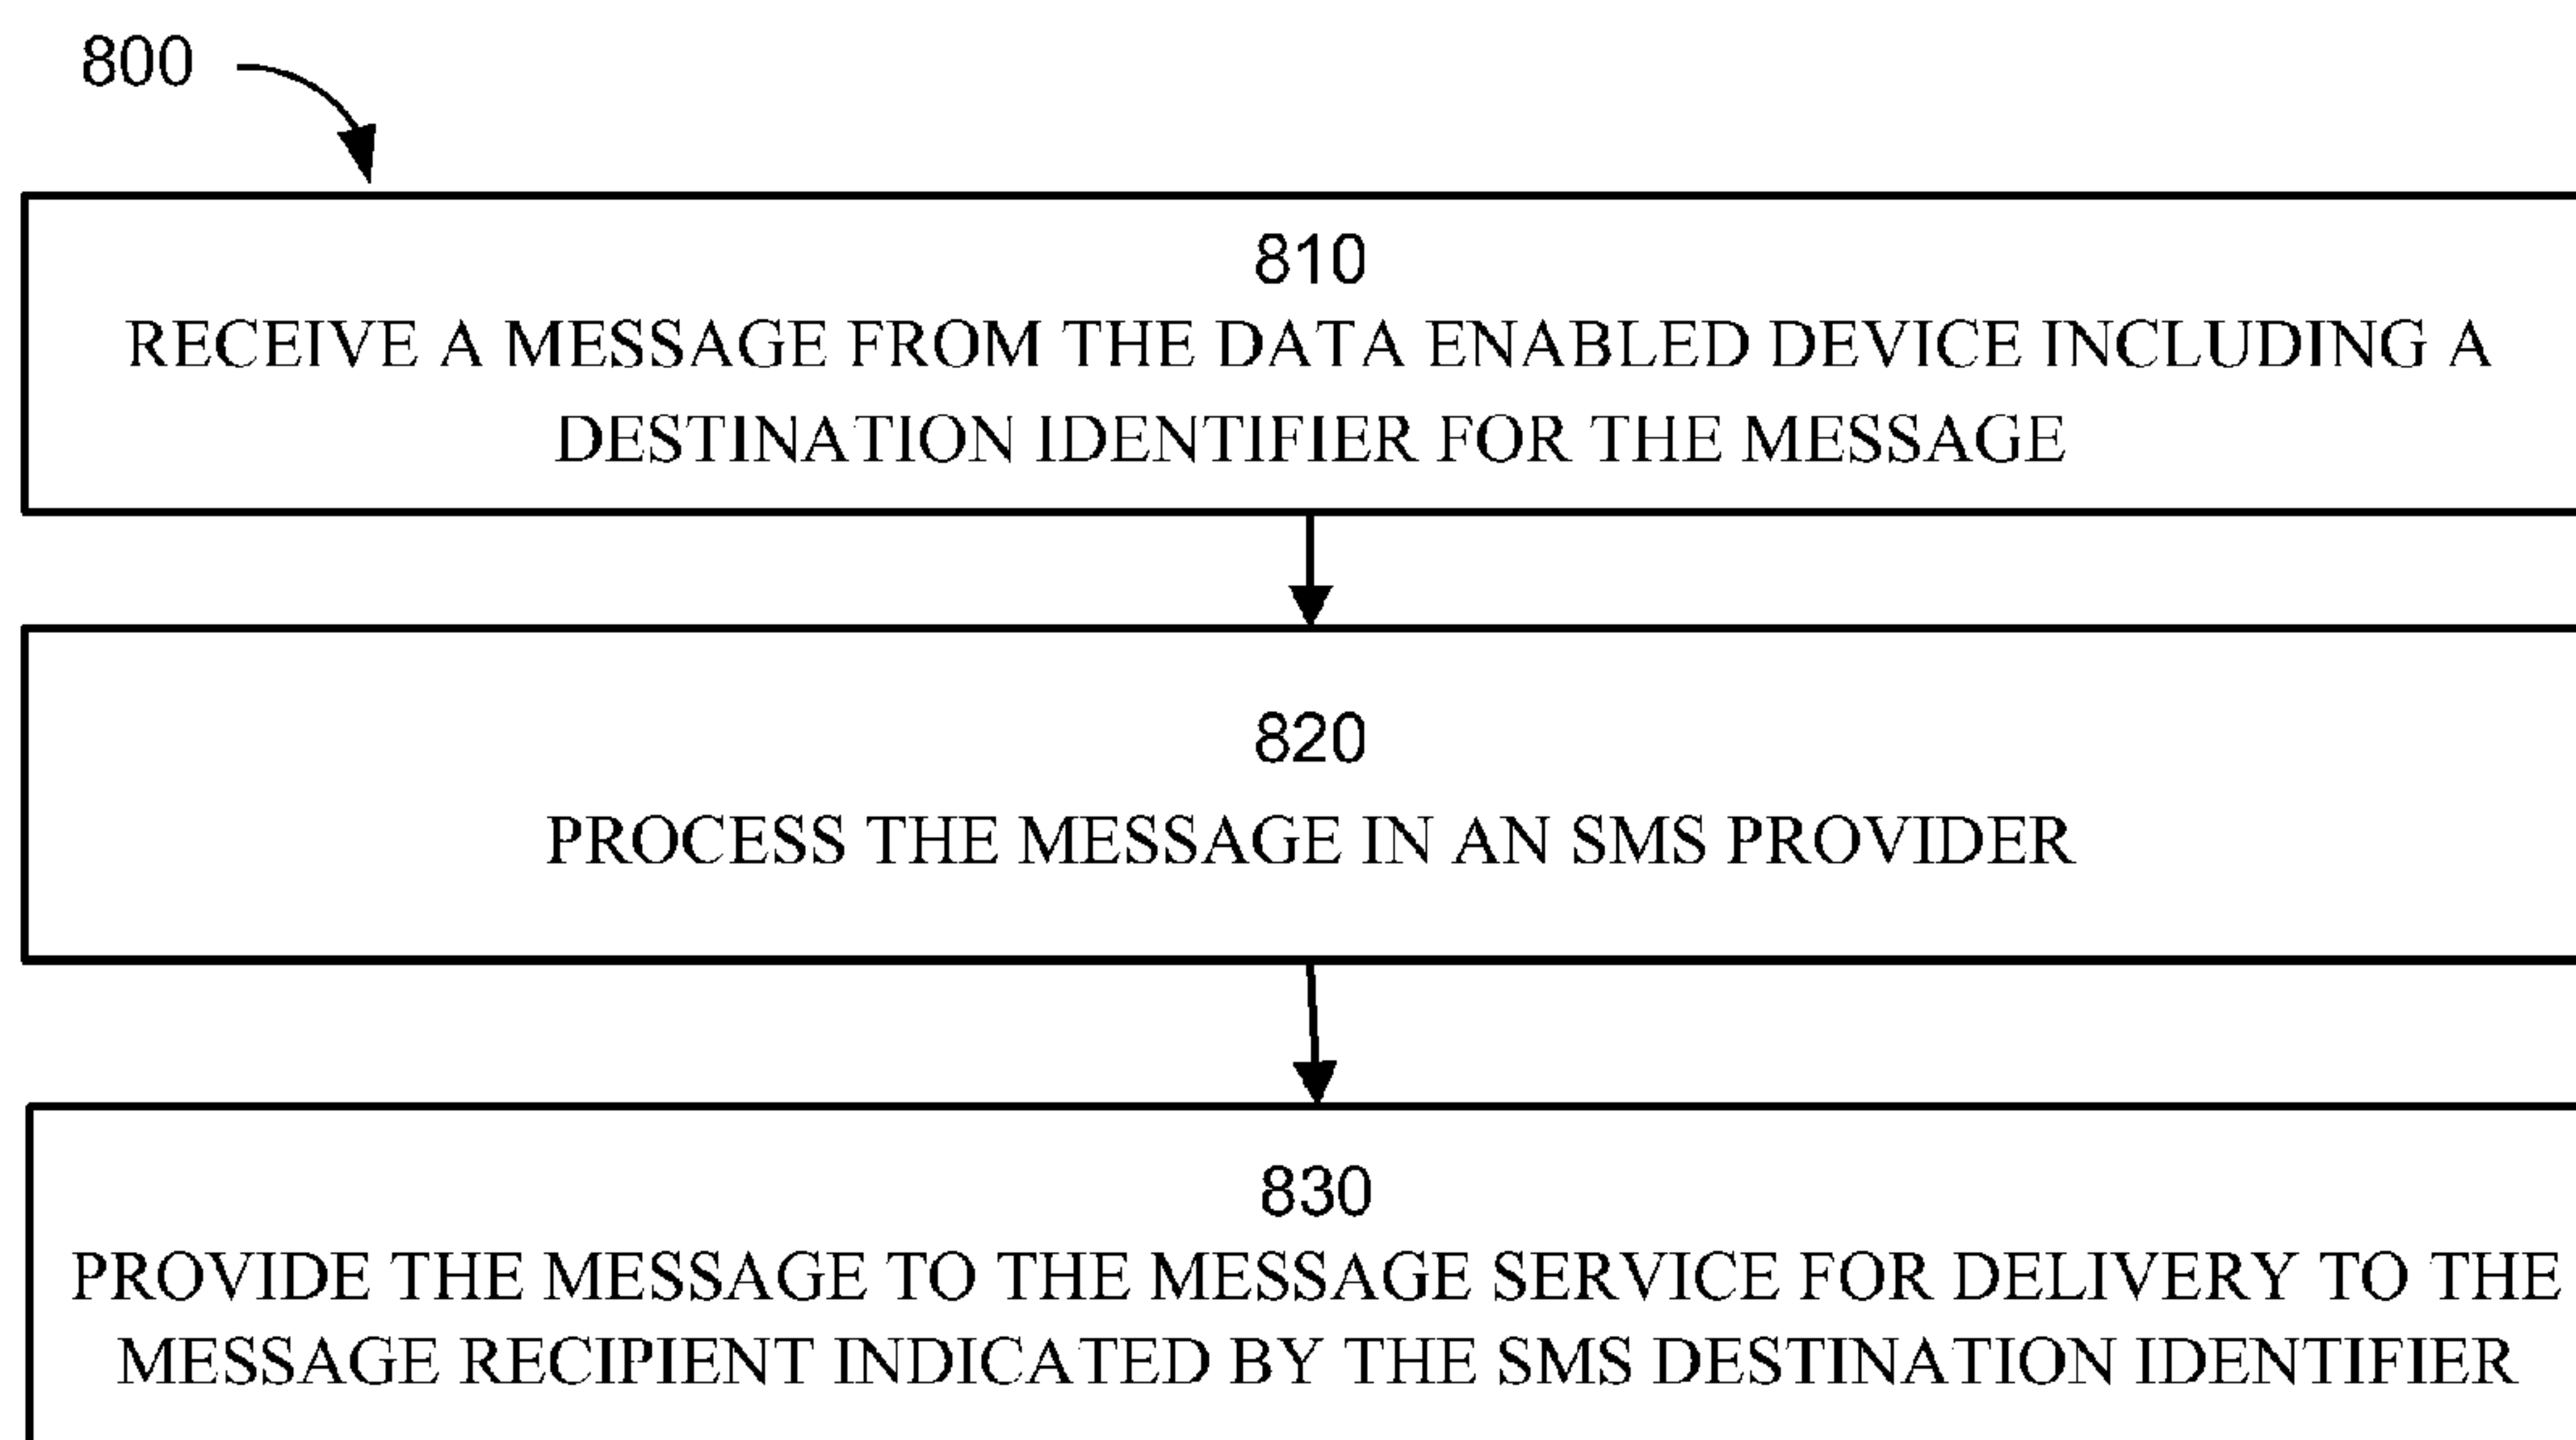 800
810
RECEIVE A MESSAGE FROM THE DATA ENABLED DEVICE INCLUDING A
DESTINATION IDENTIFIER FOR THE MESSAGE
820
PROCESS THE MESSAGE IN AN SMS PROVIDER
830
PROVIDE THE MESSAGE TO THE MESSAGE SERVICE FOR DELIVERY TO THE
MESSAGE RECIPIENT INDICATED BY THE SMS DESTINATION IDENTIFIER